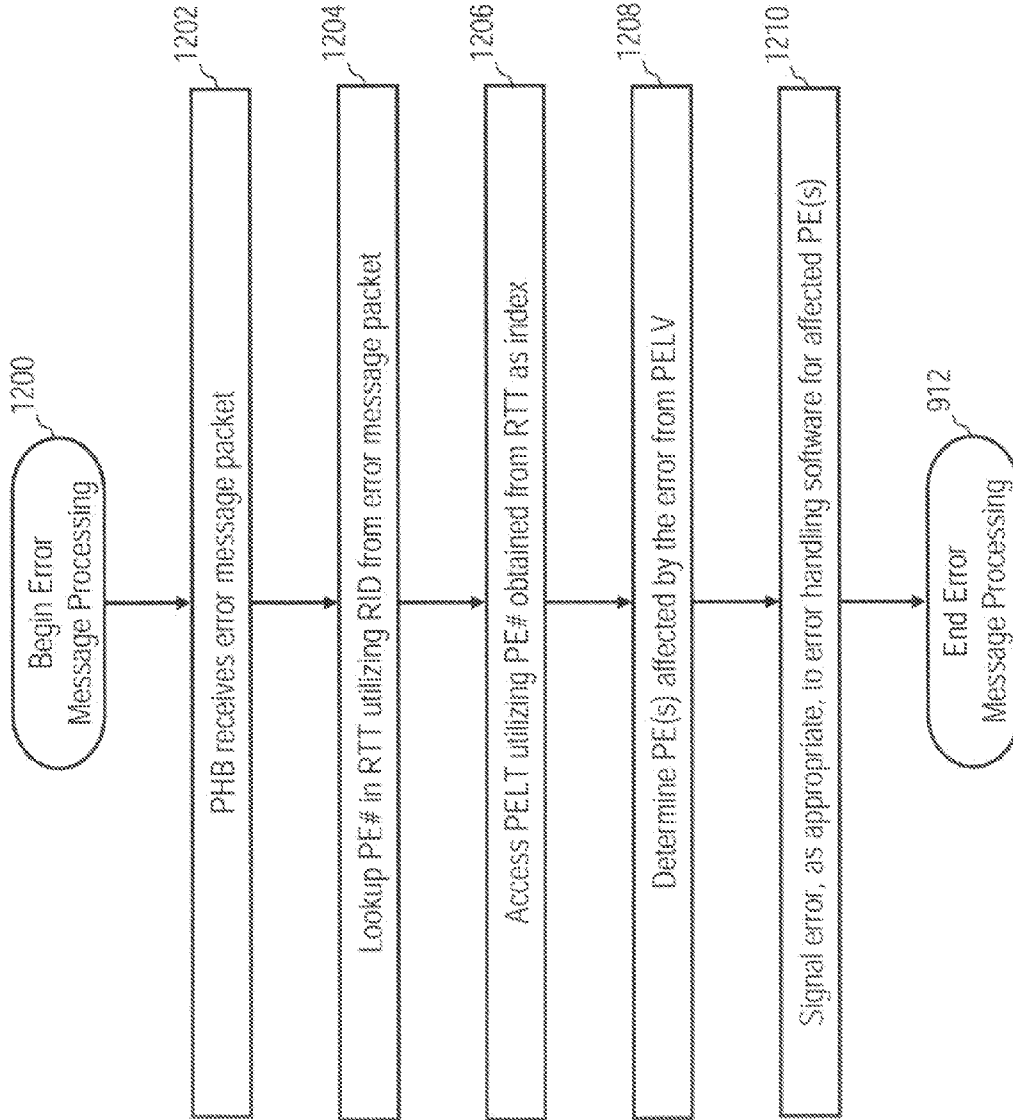 Begin Error
Message Processing
1200
PHB receives error message packet
1202
Lookup PE# in RTT utilizing RID from error message packet
1204
Access PELT utilizing PE# obtained from RTT as index
1206
Determine PE(s) affected by the error from PELV
1208
Signal error, as appropriate, to error handling software for affected PE(s)
1210
End Error
Message Processing
912